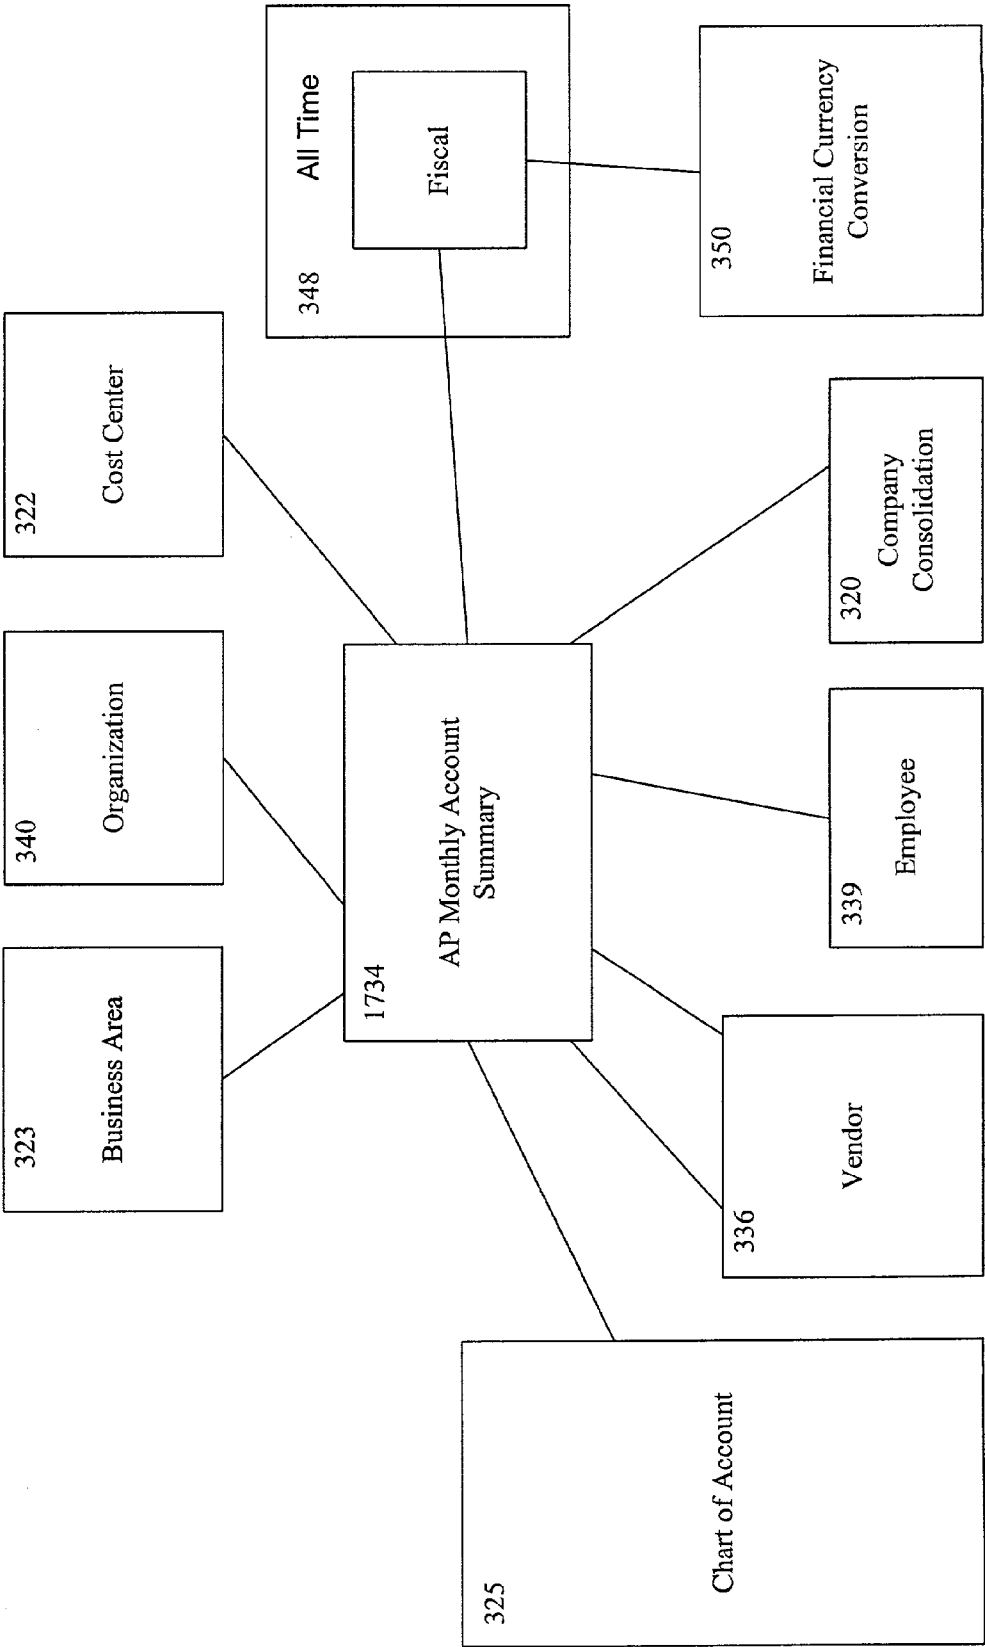 323
Business Area
340
Organization
322
Cost Center
348
All Time
Fiscal
1734
AP Monthly Account
Summary
325
Chart of Account
336
Vendor
339
Employee
320
Company
Consolidation
350
Financial Currency
Conversion